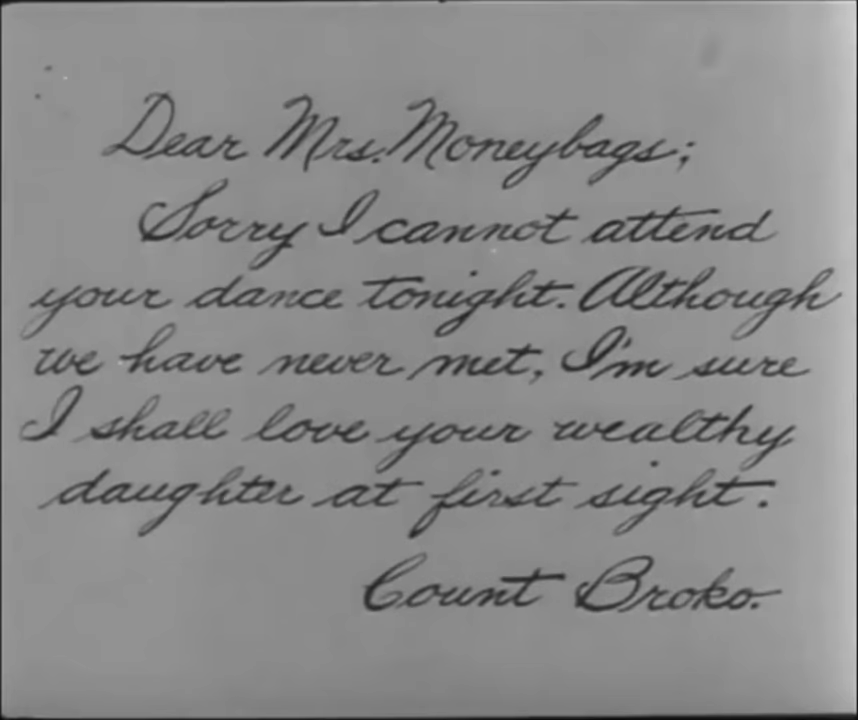 Dear Mrs. Moneybags;
Sorry I cannot attend
your dance tonight. Although
we have never met, I'm sure
I shall love your wealthy
daughter at first sight.
Count Broko.